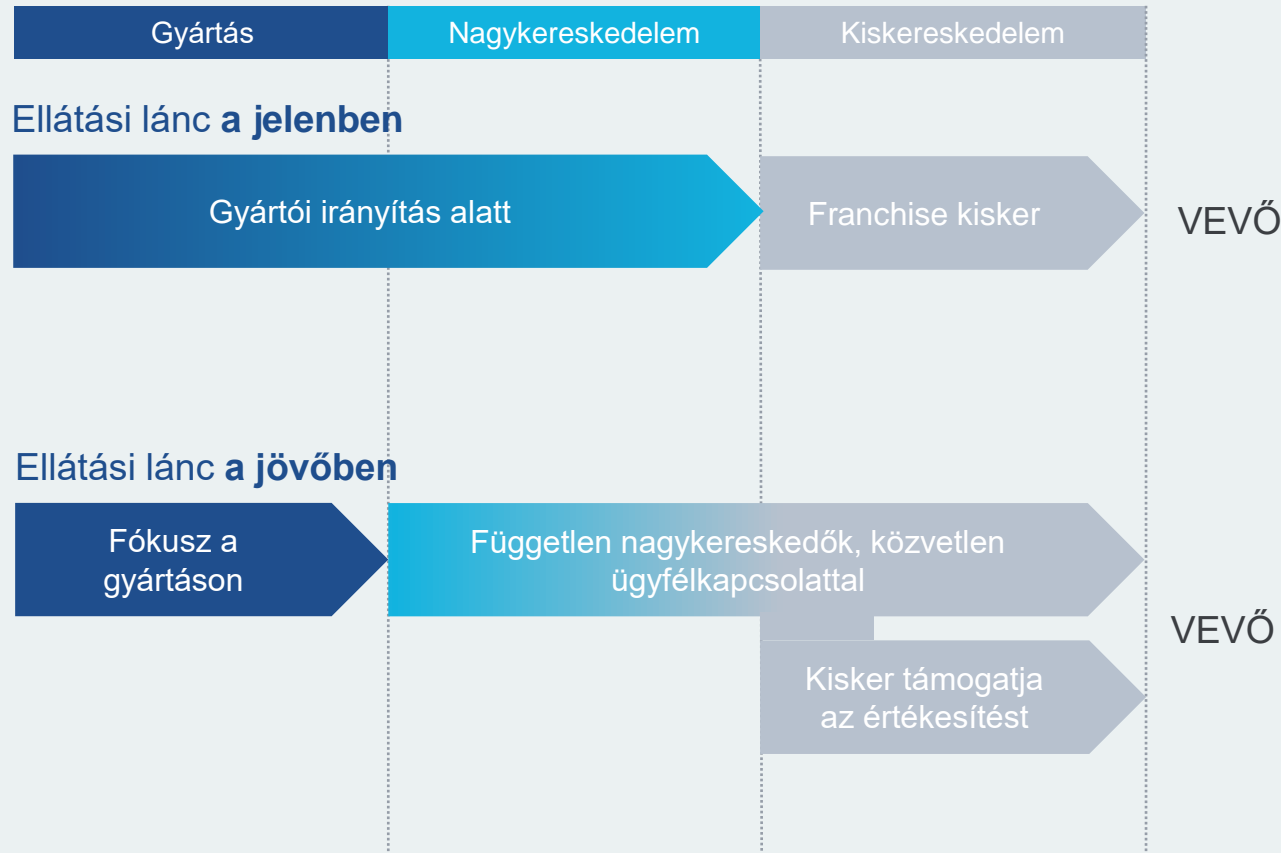 Gyártás
Nagykereskedelem
Kiskereskedelem
Ellátási lánc a jelenben
Gyártói irányítás alatt
Franchise kisker
VEVŐ
Ellátási lánc a jövőben
Fókusz a
gyártáson
Független nagykereskedők, közvetlen
ügyfélkapcsolattal
VEVŐ
Kisker támogatja
az értékesítést